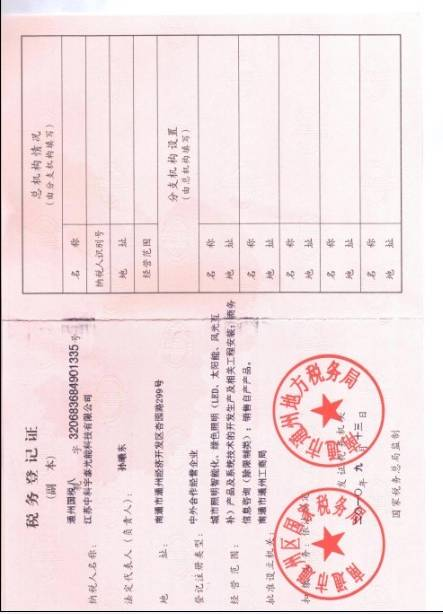 税务登记证
(副 本)
通州国税 字 320683684901335 号
纳税人名称: 江苏中科宇泰光能科技有限公司
法定代表人(负责人): 孙曦东
地 址: 南通市通州经济开发区杏园路299号
登记注册类型: 中外合作经营企业
经营范围: 城市照明智能化、绿色照明(LED、太阳能、风光互
补)产品及系统技术的开发生产及相关工程安装;商务
信息咨询(禁限制类);销售自产产品。
批准设立机关: 南通市通州工商局
扣缴义务:
发证税务机关
二〇一〇年 九 月 十三 日
南通市通州区国
南通市通州地方税务局
国家税务总局监制
总机构情况
(由分支机构填写)
名 称
纳税人识别号
地 址
经营范围
分支机构设置
(由总机构填写)
名 称
地 址
名 称
地 址
名 称
地 址
名 称
地 址
名 称
地 址